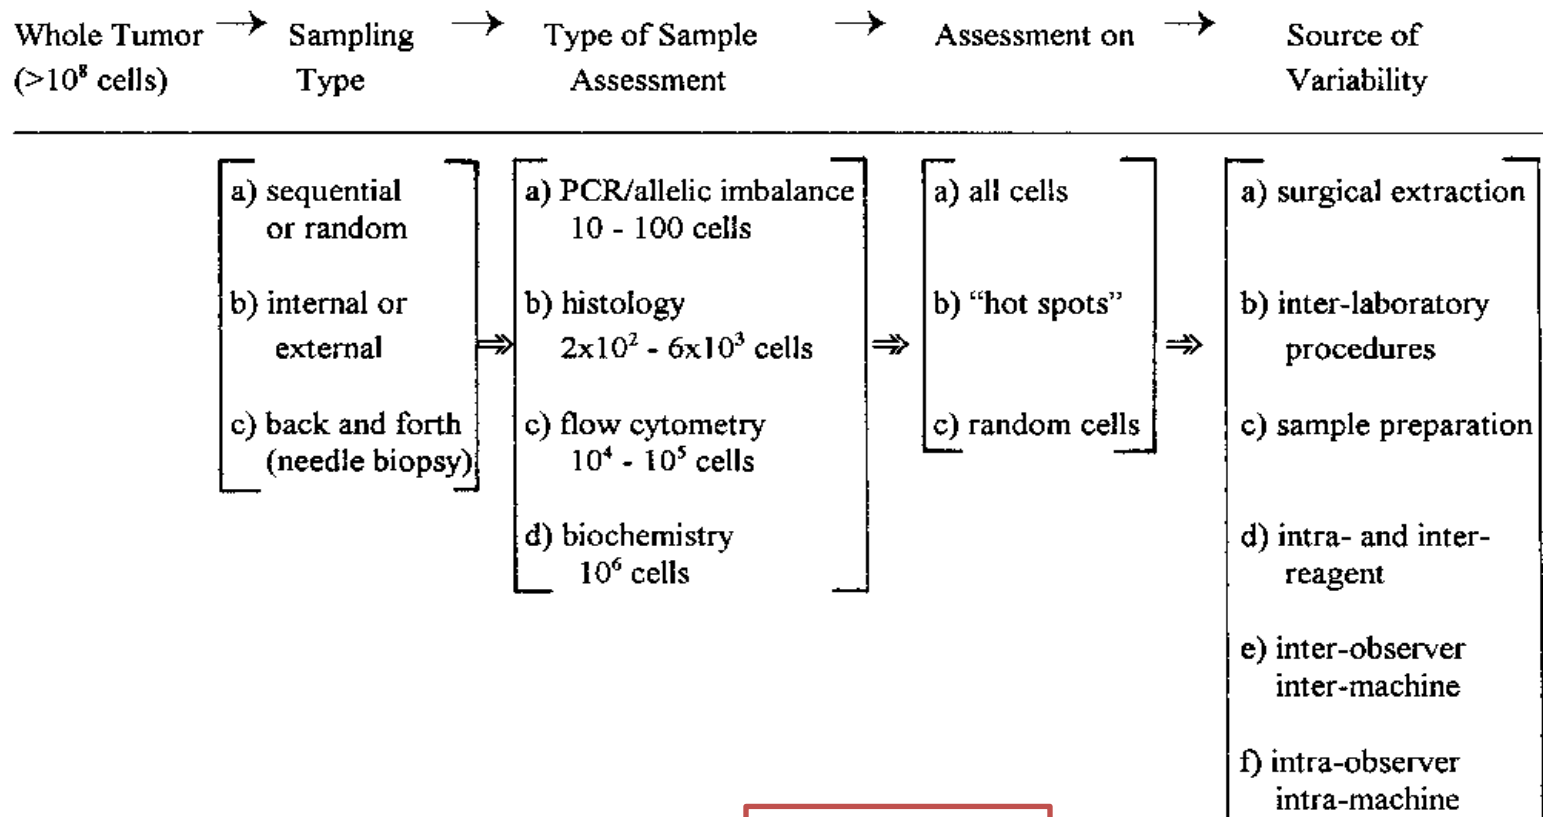 Whole Tumor → Sampling → Type of Sample → Assessment on → Source of
(>10⁸ cells) Type Assessment Variability
a) sequential
or random
b) internal or
external
c) back and forth
(needle biopsy)
a) PCR/allelic imbalance
10 - 100 cells
b) histology
2x10² - 6x10³ cells
c) flow cytometry
10⁴ - 10⁵ cells
d) biochemistry
10⁶ cells
a) all cells
b) “hot spots”
c) random cells
a) surgical extraction
b) inter-laboratory
procedures
c) sample preparation
d) intra- and inter-
reagent
e) inter-observer
inter-machine
f) intra-observer
intra-machine